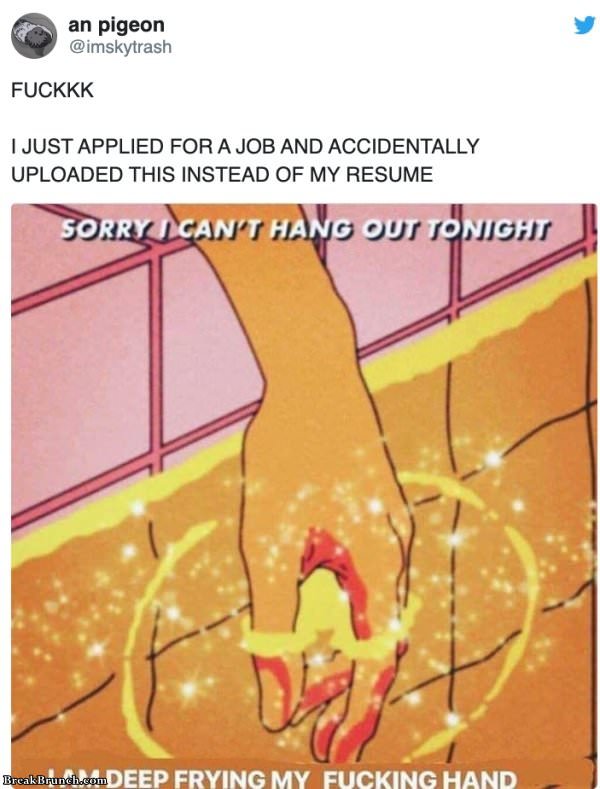 an pigeon
@imskytrash
FUCKKK
I JUST APPLIED FOR A JOB AND ACCIDENTALLY
UPLOADED THIS INSTEAD OF MY RESUME
SORRY I CAN'T HANG OUT TONIGHT
I AM DEEP FRYING MY FUCKING HAND
BreakBrunch.com